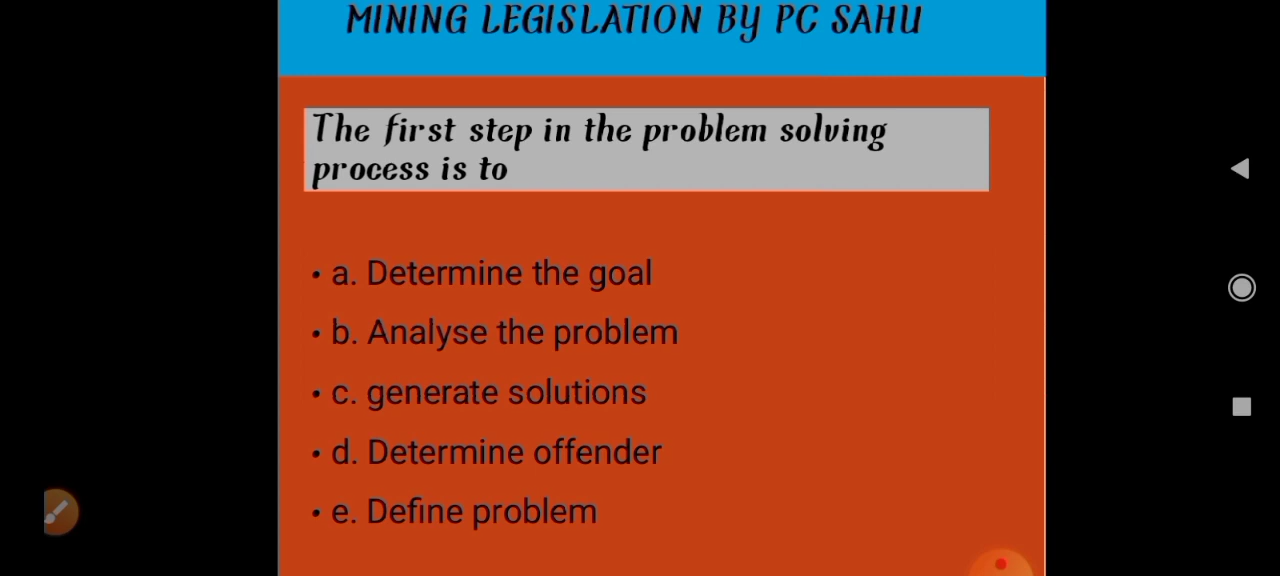 MINING LEGISLATION BY PC SAHU
The first step in the problem solving
process is to
• a. Determine the goal
• b. Analyse the problem
• c. generate solutions
• d. Determine offender
• e. Define problem